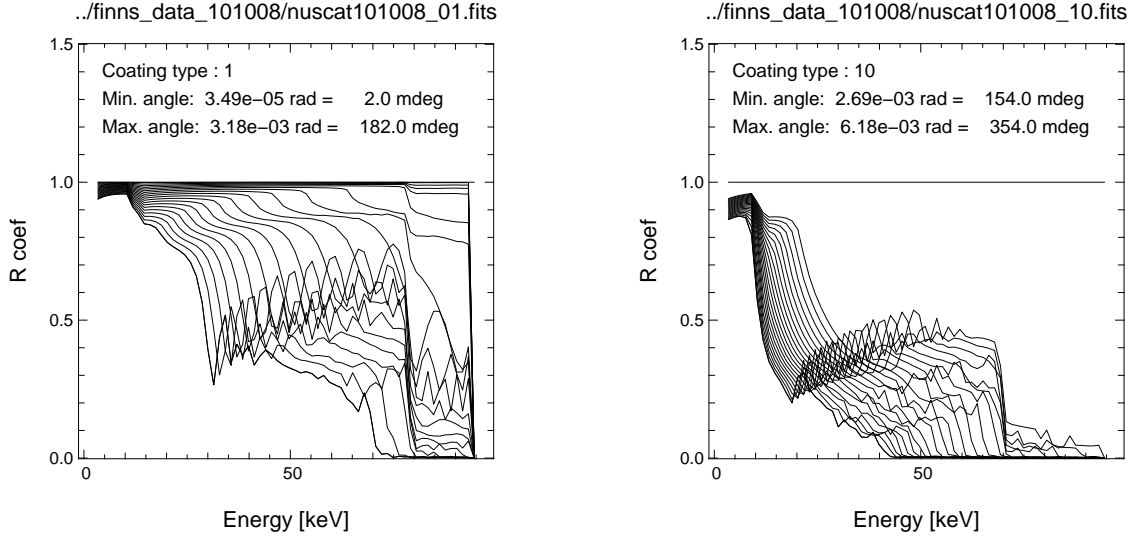 ../finns_data_101008/nuscat101008_01.fits
1.5
Coating type : 1
Min. angle: 3.49e−05 rad = 2.0 mdeg
Max. angle: 3.18e−03 rad = 182.0 mdeg
1.0
R coef
0.5
0.0
0
50
Energy [keV]
../finns_data_101008/nuscat101008_10.fits
1.5
Coating type : 10
Min. angle: 2.69e−03 rad = 154.0 mdeg
Max. angle: 6.18e−03 rad = 354.0 mdeg
1.0
R coef
0.5
0.0
0
50
Energy [keV]